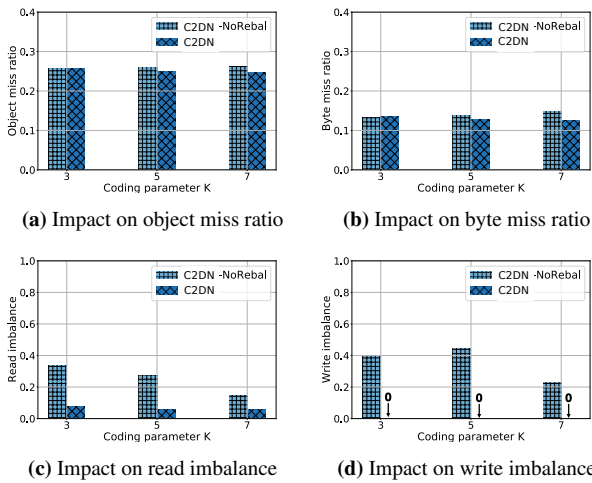 0.4
0.3
0.2
0.1
0.0
Object miss ratio
C2DN -NoRebal
C2DN
3 5 7
Coding parameter K
(a) Impact on object miss ratio
0.4
0.3
0.2
0.1
0.0
Byte miss ratio
C2DN -NoRebal
C2DN
3 5 7
Coding parameter K
(b) Impact on byte miss ratio
1.0
0.8
0.6
0.4
0.2
0.0
Read imbalance
C2DN -NoRebal
C2DN
3 5 7
Coding parameter K
(c) Impact on read imbalance
1.0
0.8
0.6
0.4
0.2
0.0
Write imbalance
C2DN -NoRebal
C2DN
0 0 0
3 5 7
Coding parameter K
(d) Impact on write imbalance